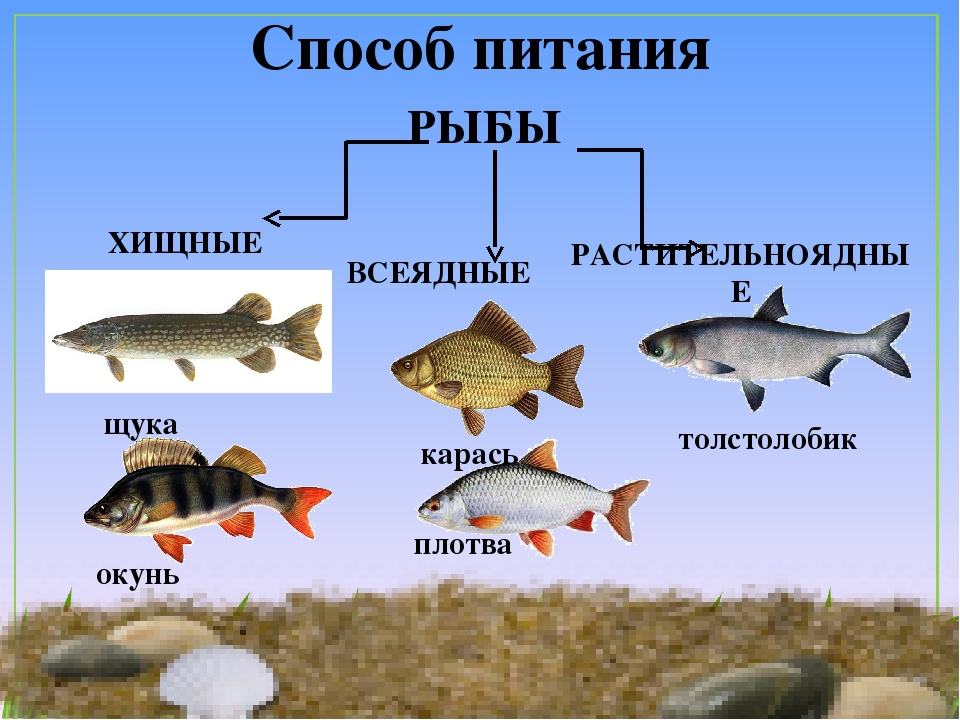 Способ питания
РЫБЫ
ХИЩНЫЕ
ВСЕЯДНЫЕ
РАСТИТЕЛЬНОЯДНЫ
Е
щука
карась
толстолобик
окунь
плотва